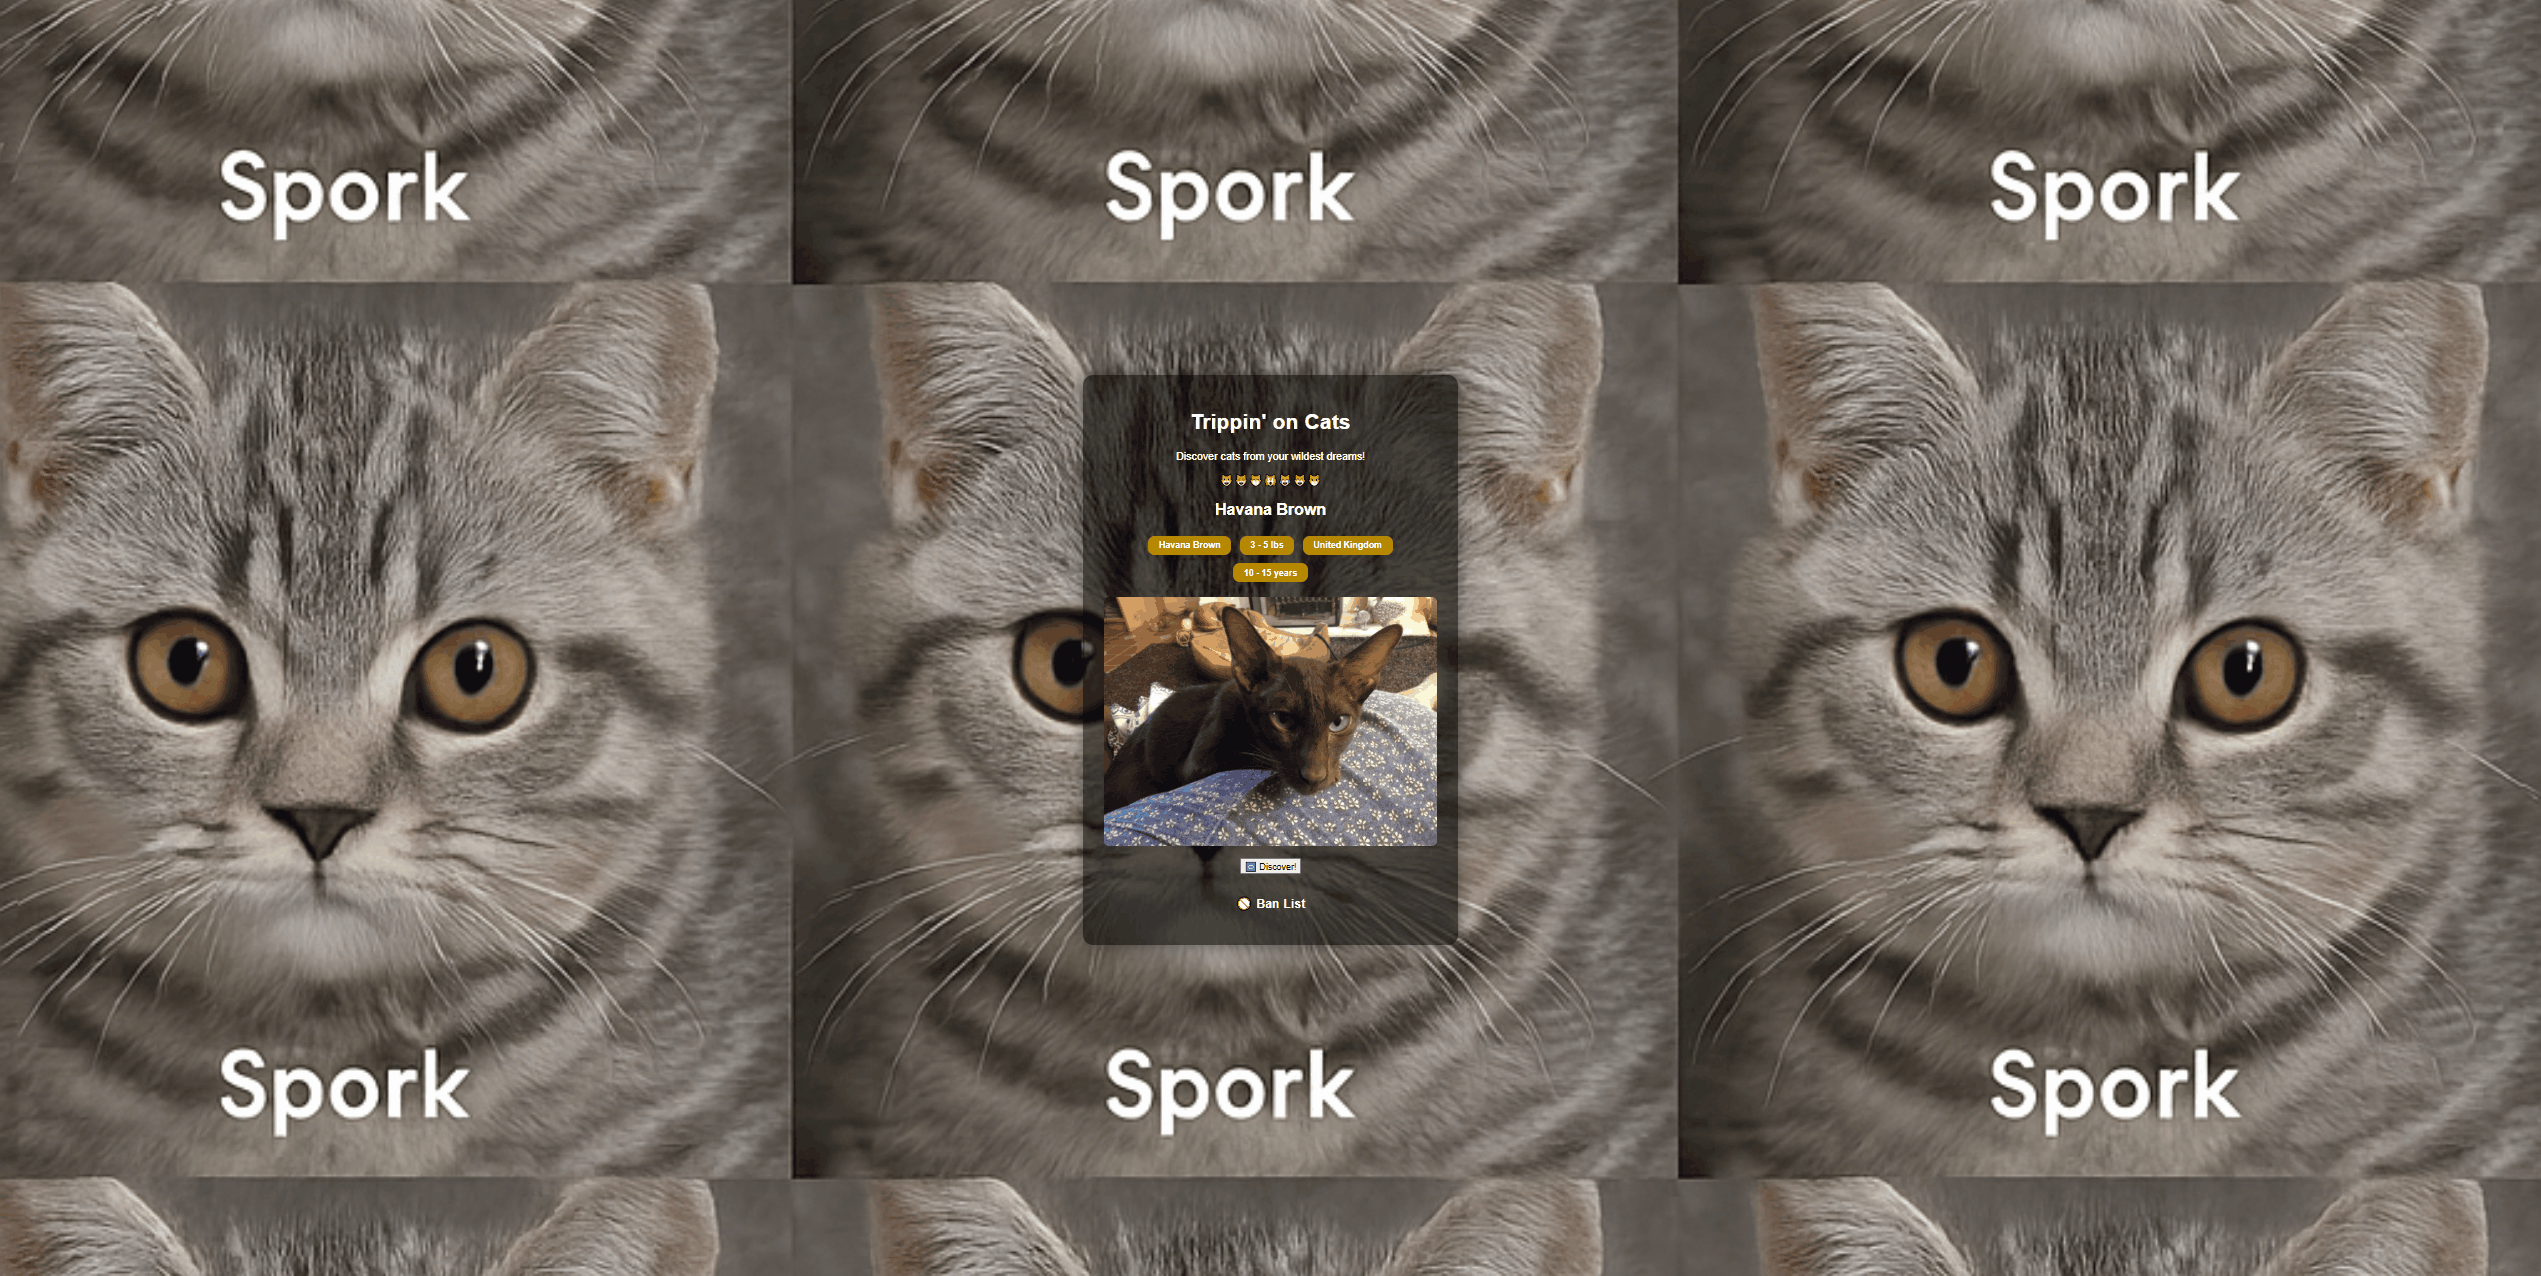 Spork Spork Spork
Trippin' on Cats
Discover cats from your wildest dreams!
Havana Brown
Havana Brown 3 - 5 lbs United Kingdom
10 - 15 years
Discover!
Ban List
Spork Spork Spork